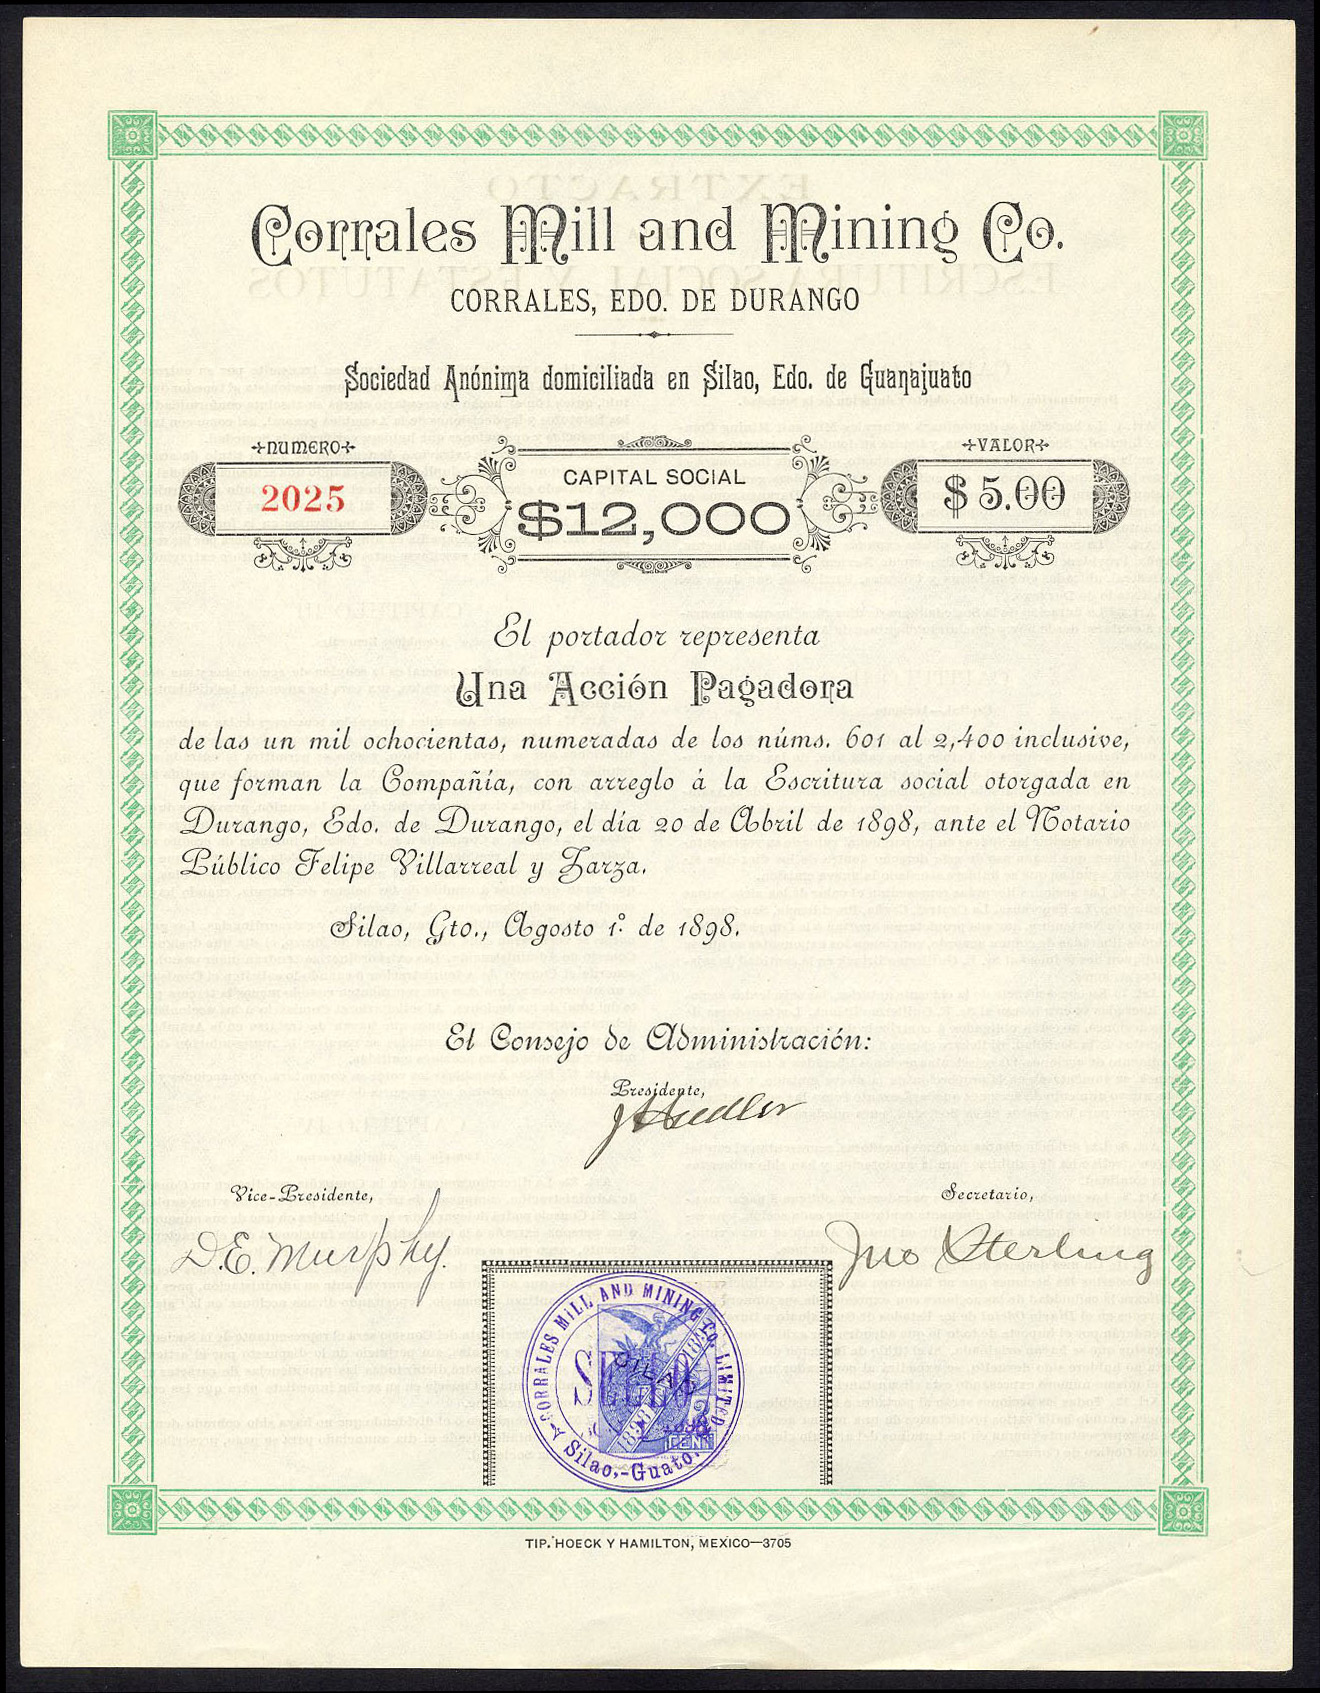 Corrales Mill and Mining Co.
CORRALES, EDO. DE DURANGO
Sociedad Anónima domiciliada en Silao, Edo. de Guanajuato
NUMERO
2025
CAPITAL SOCIAL
$12,000
VALOR
$5.00
El portador representa
Una Acción Pagadora
de las un mil ochocientas, numeradas de los núms. 601 al 2,400 inclusive,
que forman la Compañía, con arreglo á la Escritura social otorgada en
Durango, Edo. de Durango, el día 20 de Abril de 1898, ante el Notario
Público Felipe Villarreal y Zarza.
Silao, Gto., Agosto 1º de 1898.
El Consejo de Administración:
Presidente,
Vice-Presidente,
Secretario,
D.E. Murphy.
Jno Sterling
CORRALES MILL AND MINING CO. LIMITED
SELLO
SILAO
Silao,-Guato.
TIP. HOECK Y HAMILTON, MEXICO—3705